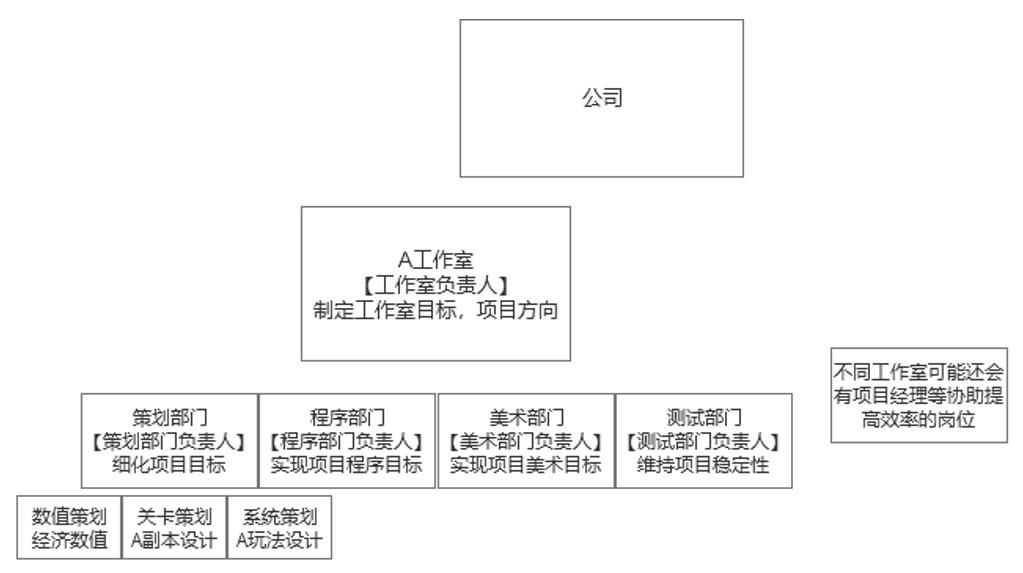 公司
A工作室
【工作室负责人】
制定工作室目标，项目方向
不同工作室可能还会
有项目经理等协助提
高效率的岗位
策划部门
【策划部门负责人】
细化项目目标
程序部门
【程序部门负责人】
实现项目程序目标
美术部门
【美术部门负责人】
实现项目美术目标
测试部门
【测试部门负责人】
维持项目稳定性
数值策划
经济数值
关卡策划
A副本设计
系统策划
A玩法设计